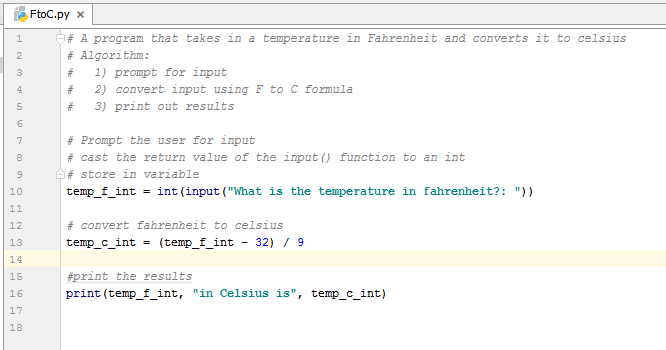 FtoC.py ×
1 # A program that takes in a temperature in Fahrenheit and converts it to celsius
2 # Algorithm:
3 #   1) prompt for input
4 #   2) convert input using F to C formula
5 #   3) print out results
6
7 # Prompt the user for input
8 # cast the return value of the input() function to an int
9 # store in variable
10 temp_f_int = int(input("What is the temperature in fahrenheit?: "))
11
12 # convert fahrenheit to celsius
13 temp_c_int = (temp_f_int - 32) / 9
14
15 #print the results
16 print(temp_f_int, "in Celsius is", temp_c_int)
17
18